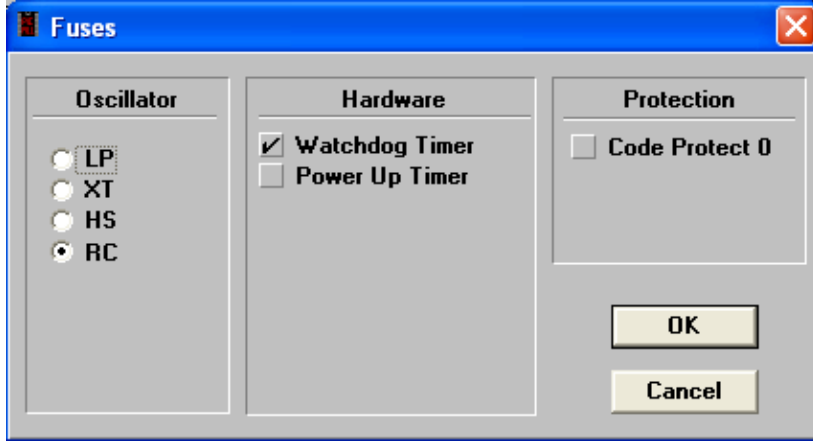 Fuses
Oscillator
LP
XT
HS
RC
Hardware
Watchdog Timer
Power Up Timer
Protection
Code Protect 0
OK
Cancel